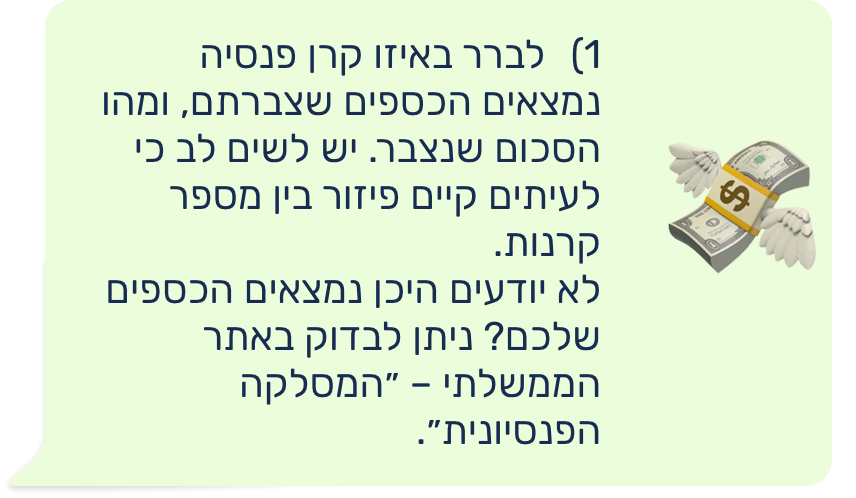 1) לברר באיזו קרן פנסיה
נמצאים הכספים שצברתם, ומהו
הסכום שנצבר. יש לשים לב כי
לעיתים קיים פיזור בין מספר
קרנות.
לא יודעים היכן נמצאים הכספים
שלכם? ניתן לבדוק באתר
הממשלתי – ״המסלקה
הפנסיונית״.